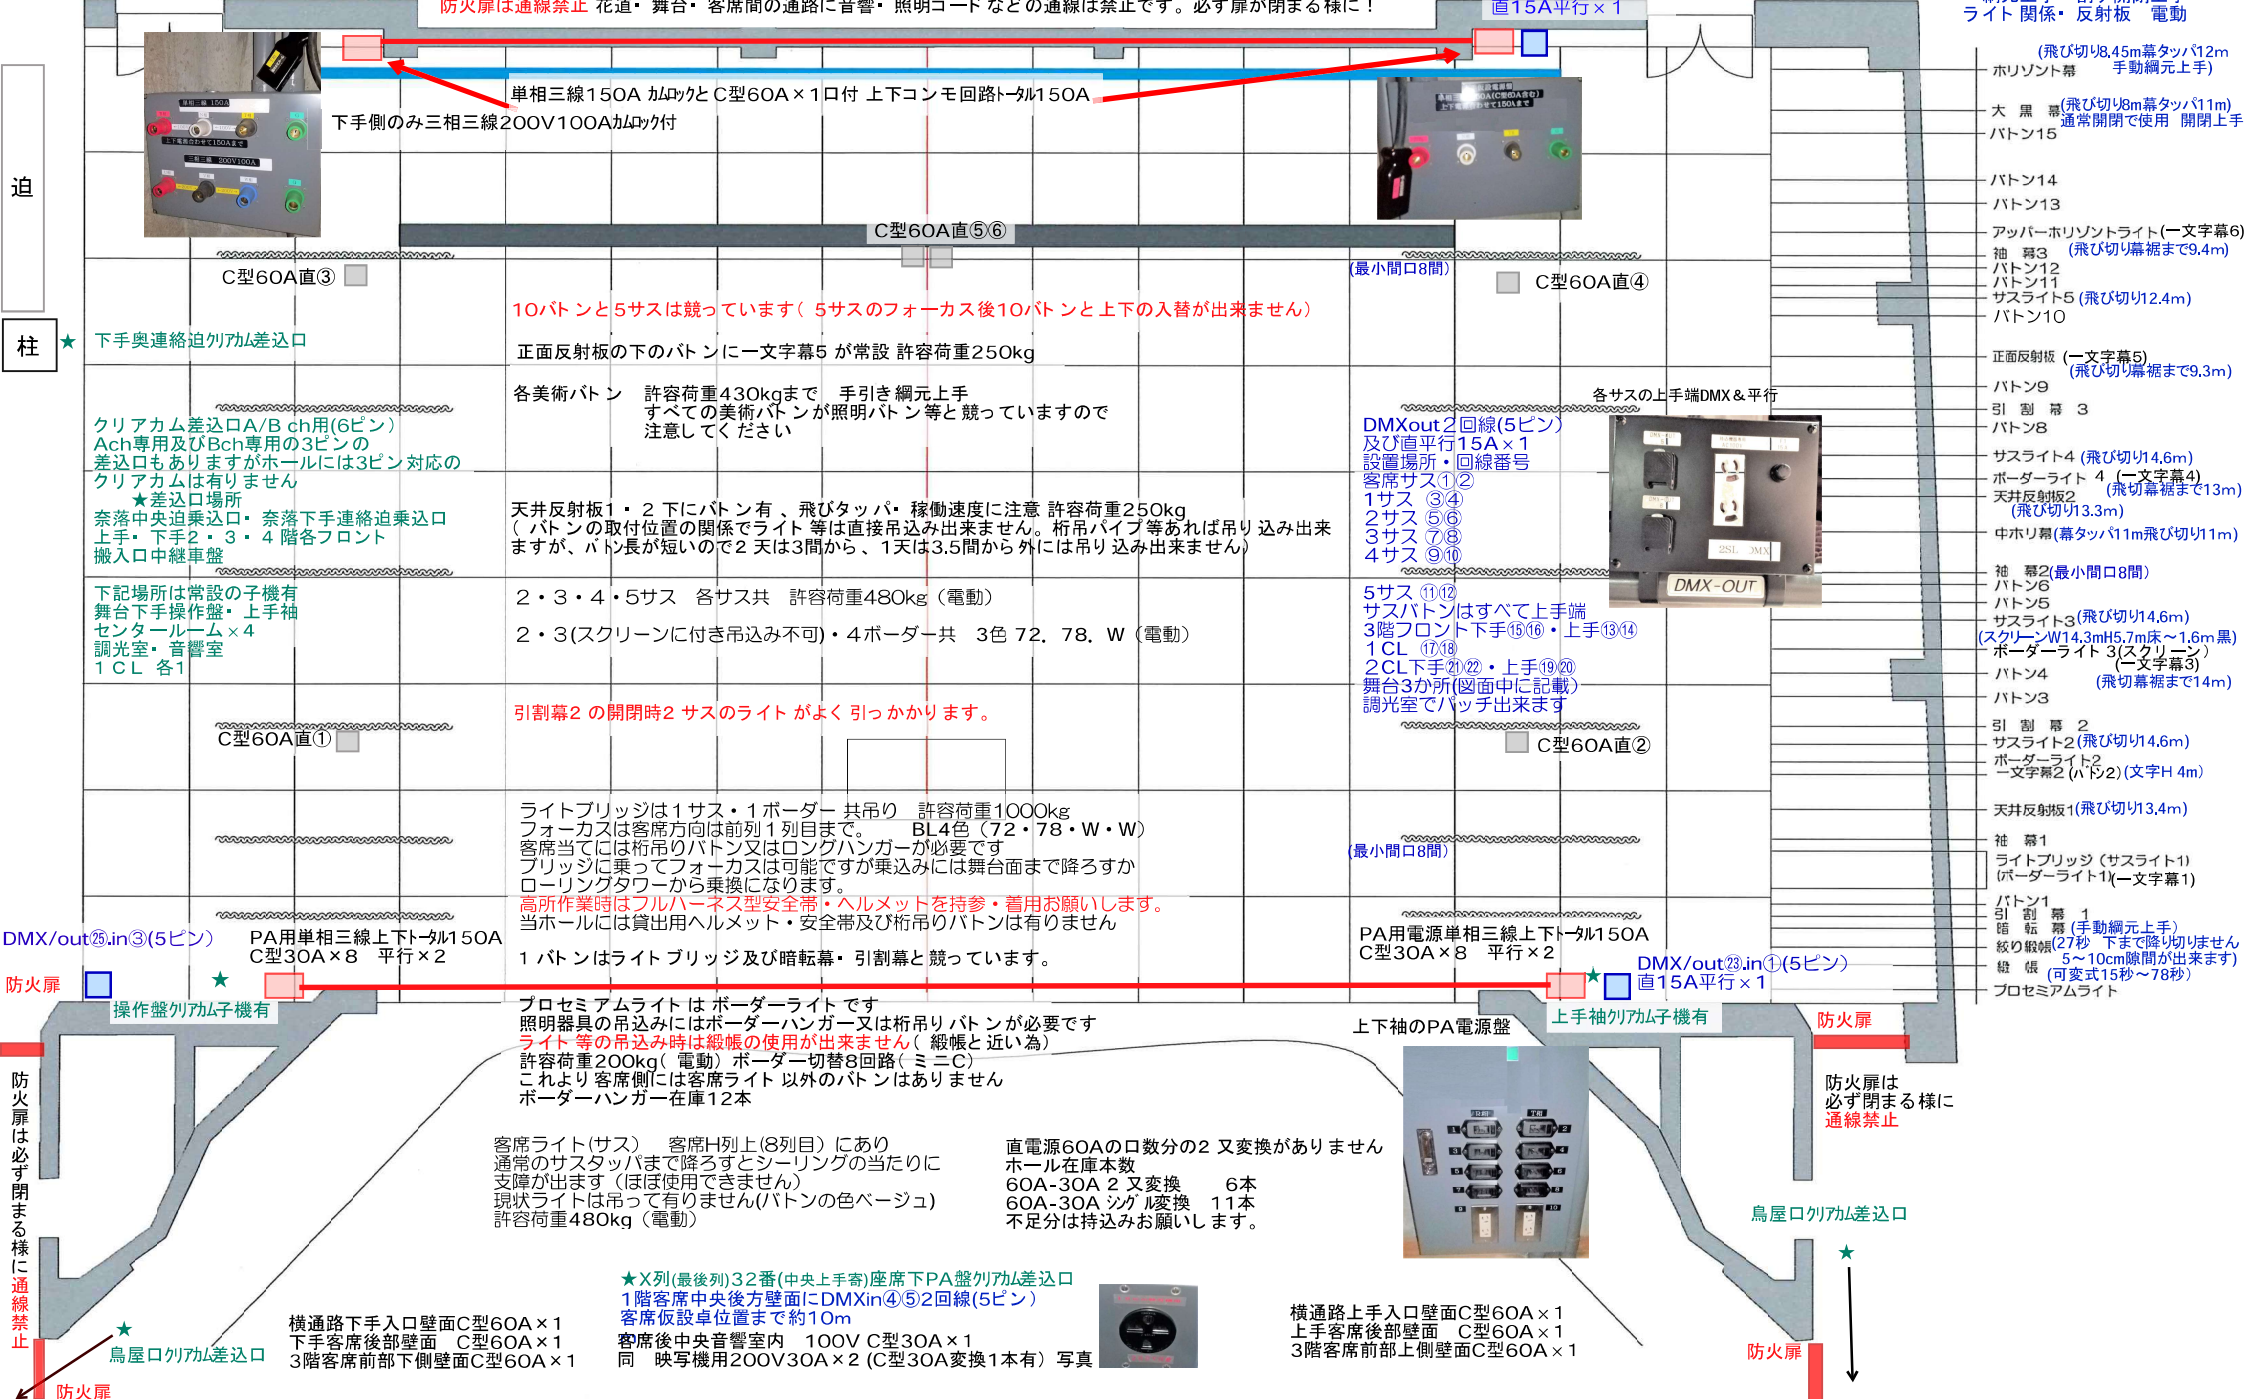 防火扉は通線禁止 花道・舞台・客席間の通路に音響・照明コードなどの通線は禁止です。必ず扉が閉まる様に！
直15A平行×1
ライト関係・反射板　電動
単相三線150A カムロックとC型60A×1口付 上下コンモ回路トータル150A
下手側のみ三相三線200V100Aカムロック付
単相三線 150A
上下電源合わせて150Aまで
三相三線 200V100A
迫
柱
C型60A直⑤⑥
C型60A直③
(最小間口8間)
C型60A直④
★ 下手奥連絡迫クリアカム差込口
10バトンと5サスは競っています( 5サスのフォーカス後10バトンと上下の入替が出来ません)
正面反射板の下のバトンに一文字幕5 が常設 許容荷重250kg
各美術バトン　許容荷重430kgまで　手引き綱元上手
すべての美術バトンが照明バトン等と競っていますので
注意してください
クリアカム差込口A/B ch用(6ピン)
Ach専用及びBch専用の3ピンの
差込口もありますがホールには3ピン対応の
クリアカムは有りません
★差込口場所
奈落中央迫乗込口・奈落下手連絡迫乗込口
上手・下手2・3・4 階各フロント
搬入口中継車盤
下記場所は常設の子機有
舞台下手操作盤・上手袖
センタールーム×4
調光室・音響室
1ＣＬ 各1
天井反射板1・2 下にバトン有 、飛びタッパ・稼働速度に注意 許容荷重250kg
( バトンの取付位置の関係でライト等は直接吊込み出来ません。桁吊パイプ等あれば吊り込み出来
ますが、バトン長が短いので2 天は3間から、1天は3.5間から外には吊り込み出来ません)
2・3・4・5サス　各サス共　許容荷重480kg（電動）
2・3(スクリーンに付き吊込み不可)・4ボーダー共　3色 72．78．W（電動）
引割幕2 の開閉時2 サスのライトがよく引っかかります。
各サスの上手端DMX＆平行
DMXout２回線(5ピン)
及び直平行15A×1
設置場所・回線番号
客席サス①②
1サス ③④
2サス ⑤⑥
3サス ⑦⑧
4サス ⑨⑩
5サス ⑪⑫
サスバトンはすべて上手端
3階フロント下手⑮⑯・上手⑬⑭
1CL ⑰⑱
2CL下手㉑㉒・上手⑲⑳
舞台3か所(図面中に記載)
調光室でパッチ出来ます
2SL DMX
DMX-OUT
C型60A直①
C型60A直②
(最小間口8間)
ライトブリッジは１サス・１ボーダー 共吊り　許容荷重1000kg
フォーカスは客席方向は前列１列目まで。　　BL4色（72・78・W・W）
客席当てには桁吊りバトン又はロングハンガーが必要です
ブリッジに乗ってフォーカスは可能ですが乗込みには舞台面まで降ろすか
ローリングタワーから乗換になります。
高所作業時はフルハーネス型安全帯・ヘルメットを持参・着用お願いします。
当ホールには貸出用ヘルメット・安全帯及び桁吊りバトンは有りません
1 バトンはライトブリッジ及び暗転幕・引割幕と競っています。
DMX/out㉕.in③(5ピン)
PA用単相三線上下トータル150A
C型30A×8　平行×2
防火扉
★
操作盤クリアカム子機有
PA用電源単相三線上下トータル150A
C型30A×8　平行×2
★ DMX/out㉓.in①(5ピン)
直15A平行×1
上手袖クリアカム子機有
プロセミアムライトはボーダーライトです
照明器具の吊込みにはボーダーハンガー又は桁吊りバトンが必要です
ライト等の吊込み時は緞帳の使用が出来ません( 緞帳と近い為)
許容荷重200kg( 電動) ボーダー切替8回路( ミニC)
これより客席側には客席ライト以外のバトンはありません
ボーダーハンガー在庫12本
上下袖のPA電源盤
防火扉
防火扉は
必ず閉まる様に
通線禁止
防火扉は必ず閉まる様に通線禁止
客席ライト(サス)　客席H列上(8列目) にあり
通常のサスタッパまで降ろすとシーリングの当たりに
支障が出ます（ほぼ使用できません）
現状ライトは吊って有りません(バトンの色ベージュ)
許容荷重480kg（電動）
直電源60Aの口数分の2 又変換がありません
ホール在庫本数
60A-30A 2 又変換　　6本
60A-30A シングル変換　11本
不足分は持込みお願いします。
★X列(最後列)32番(中央上手寄)座席下PA盤クリアカム差込口
1階客席中央後方壁面にDMXin④⑤2回線(5ピン)
客席仮設卓位置まで約10m
客席後中央音響室内　100V C型30A×1
同　映写機用200V30A×2 (C型30A変換1本有) 写真
横通路下手入口壁面C型60A×1
下手客席後部壁面　C型60A×1
3階客席前部下側壁面C型60A×1
★
鳥屋口クリアカム差込口
防火扉
横通路上手入口壁面C型60A×1
上手客席後部壁面　C型60A×1
3階客席前部上側壁面C型60A×1
鳥屋口クリアカム差込口
★
防火扉
(飛び切り8.45m幕タッパ12m
ホリゾント幕　手動綱元上手)
大 黒 幕 (飛び切り8m幕タッパ11m)
通常開閉で使用 開閉上手
バトン15
バトン14
バトン13
アッパーホリゾントライト(一文字幕6)
袖 幕3 (飛び切り幕裾まで9.4m)
バトン12
バトン11
サスライト5 (飛び切り12.4m)
バトン10
正面反射板 (一文字幕5)
(飛び切り幕裾まで9.3m)
バトン9
引 割 幕 3
バトン8
サスライト4 (飛び切り14.6m)
ボーダーライト 4 (一文字幕4)
天井反射板2 (飛切幕裾まで13m)
(飛び切り13.3m)
中ホリ幕(幕タッパ11m飛び切り11m)
袖 幕2(最小間口8間)
バトン6
バトン5
サスライト3 (飛び切り14.6m)
(スクリーンW14.3mH5.7m床～1.6m黒)
ボーダーライト 3(スクリーン)
(一文字幕3)
バトン4
(飛切幕裾まで14m)
バトン3
引 割 幕 2
サスライト2 (飛び切り14.6m)
ボーダーライト2
一文字幕2 (バトン2) (文字H 4m)
天井反射板1(飛び切り13.4m)
袖 幕1
ライトブリッジ（サスライト1)
(ボーダーライト1)(一文字幕1)
バトン1
引 割 幕 1
暗 転 幕 (手動綱元上手)
絞り緞帳(27秒　下まで降り切りません
5～10cm隙間が出来ます)
緞 帳 (可変式15秒～78秒)
プロセミアムライト